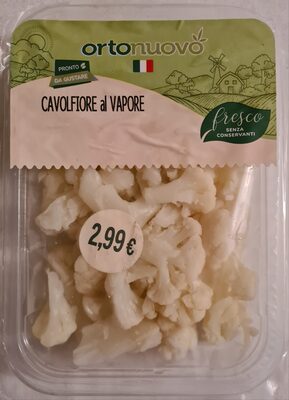 ortonuovo
PRONTO
DA GUSTARE
CAVOLFIORE al VAPORE
fresco
SENZA
CONSERVANTI
2,99€